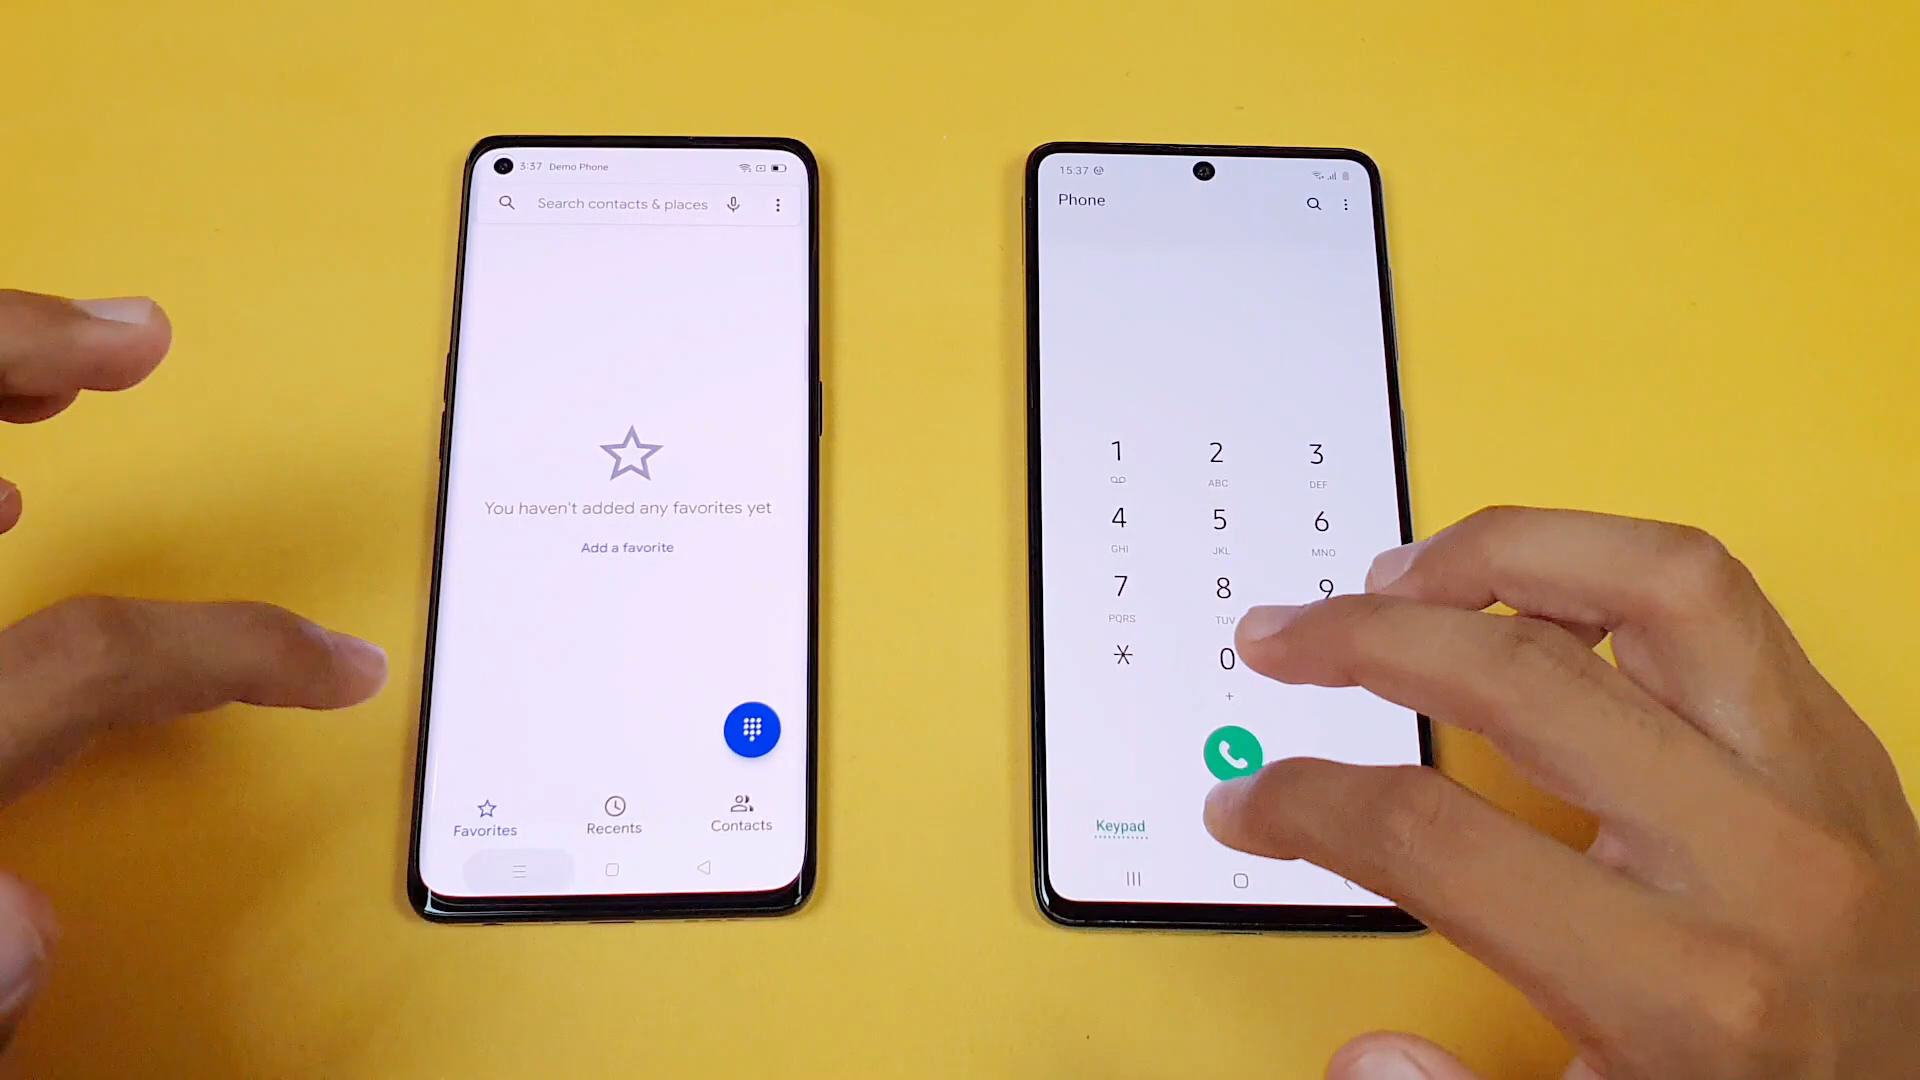 3:37 Demo Phone
Search contacts & places
You haven't added any favorites yet
Add a favorite
Favorites
Recents
Contacts
15:37
Phone
1
2
ABC
3
DEF
4
GHI
5
JKL
6
MNO
7
PQRS
8
TUV
9
*
0
+
Keypad